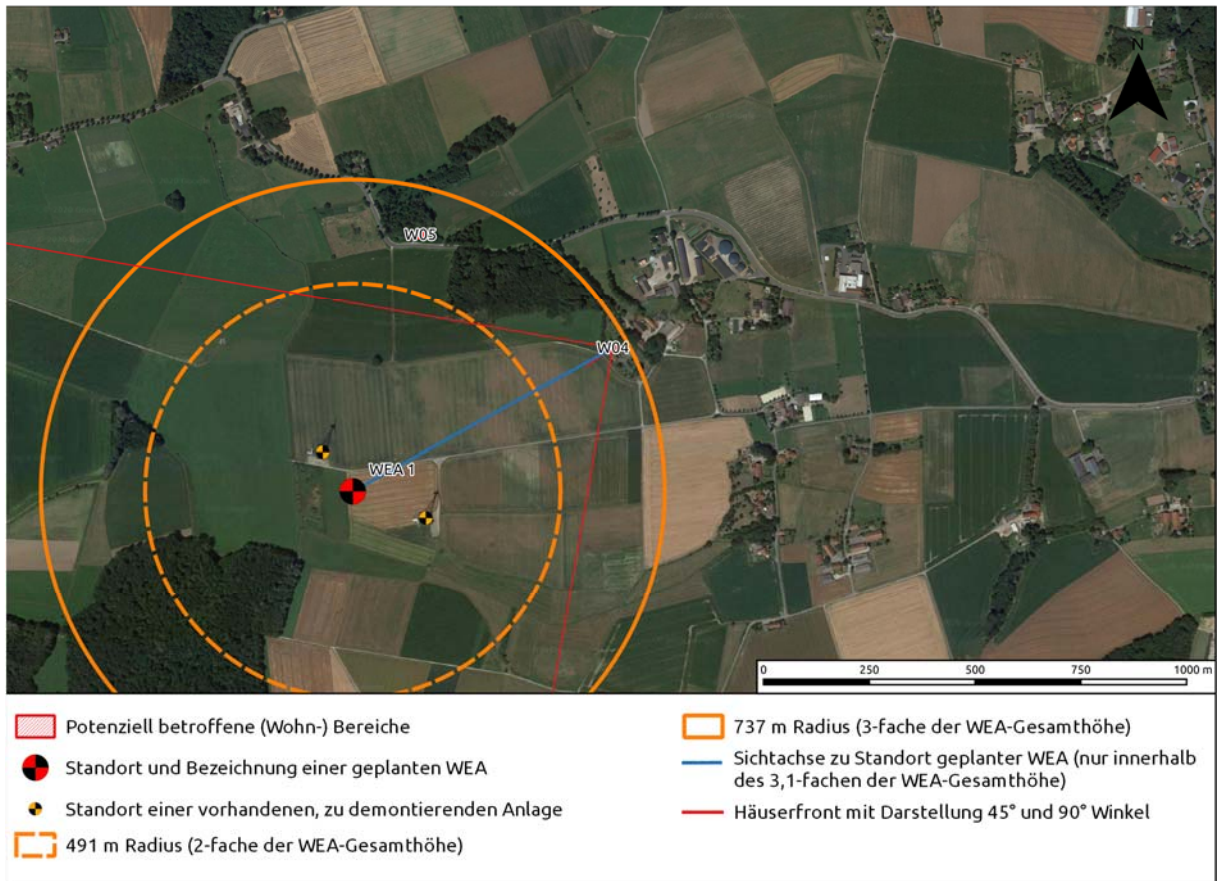 N
W05
W04
WEA 1
0 250 500 750 1000 m
Potenziell betroffene (Wohn-) Bereiche
Standort und Bezeichnung einer geplanten WEA
Standort einer vorhandenen, zu demontierenden Anlage
491 m Radius (2-fache der WEA-Gesamthöhe)
737 m Radius (3-fache der WEA-Gesamthöhe)
Sichtachse zu Standort geplanter WEA (nur innerhalb
des 3,1-fachen der WEA-Gesamthöhe)
Häuserfront mit Darstellung 45° und 90° Winkel